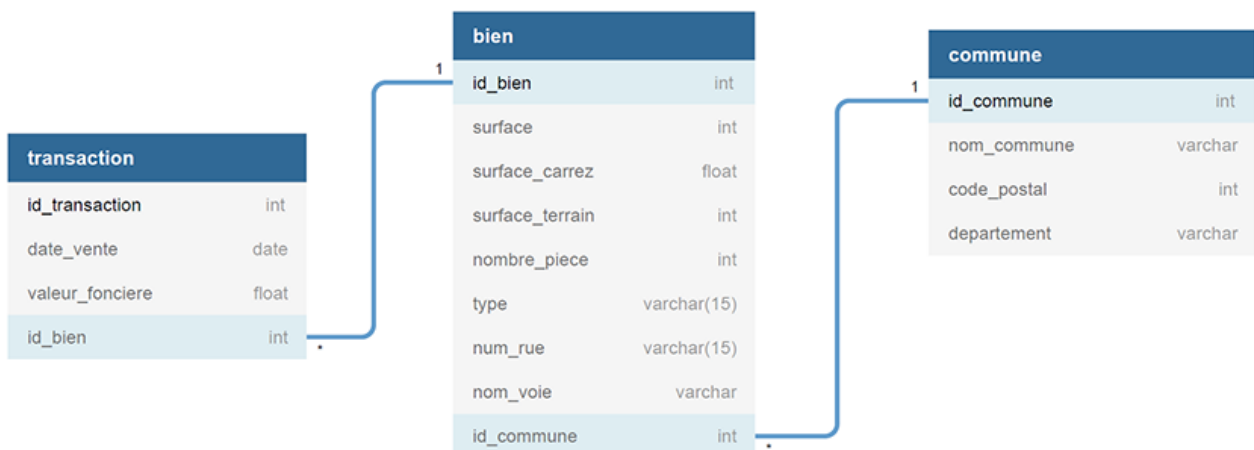 transaction
id_transaction int
date_vente date
valeur_fonciere float
id_bien int
*
1
bien
id_bien int
surface int
surface_carrez float
surface_terrain int
nombre_piece int
type varchar(15)
num_rue varchar(15)
nom_voie varchar
id_commune int
*
1
commune
id_commune int
nom_commune varchar
code_postal int
departement varchar